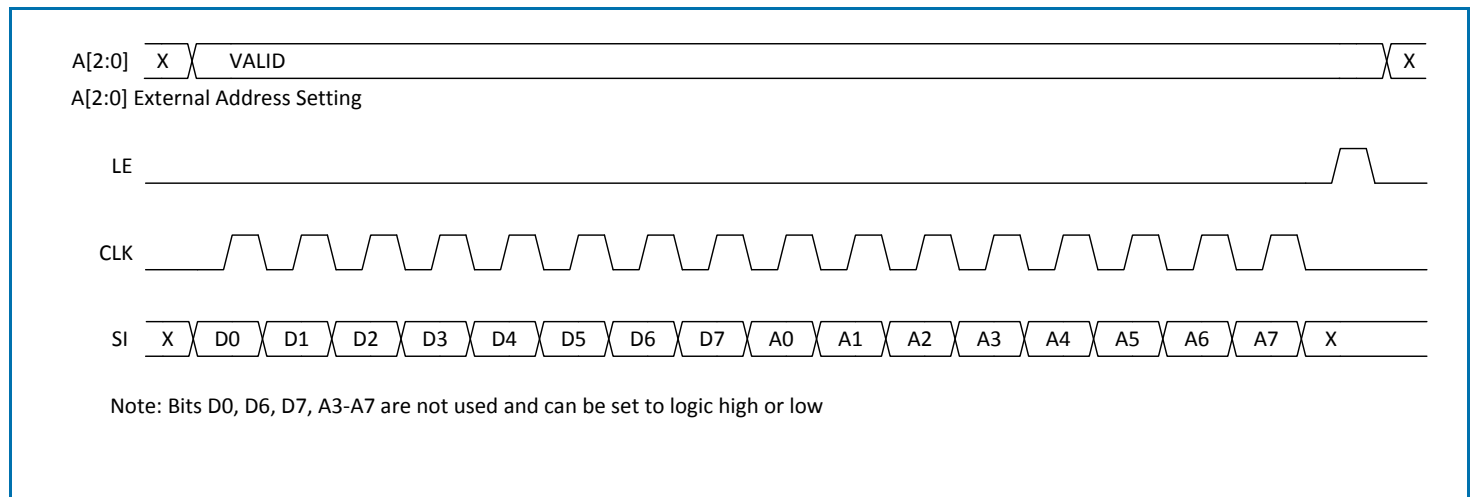 A[2:0] X VALID X
A[2:0] External Address Setting
LE
CLK
SI X D0 D1 D2 D3 D4 D5 D6 D7 A0 A1 A2 A3 A4 A5 A6 A7 X
Note: Bits D0, D6, D7, A3-A7 are not used and can be set to logic high or low